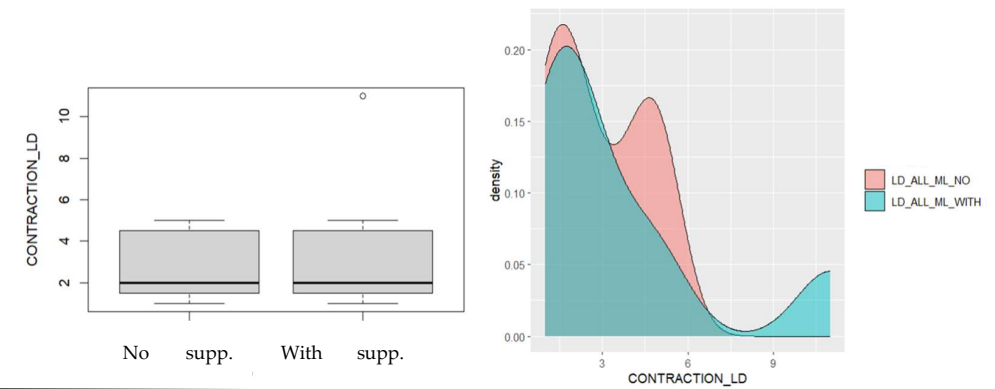 CONTRACTION_LD
10
8
6
4
2
No supp. With supp.
density
0.20
0.15
0.10
0.05
0.00
3 6 9
CONTRACTION_LD
LD_ALL_ML_NO
LD_ALL_ML_WITH